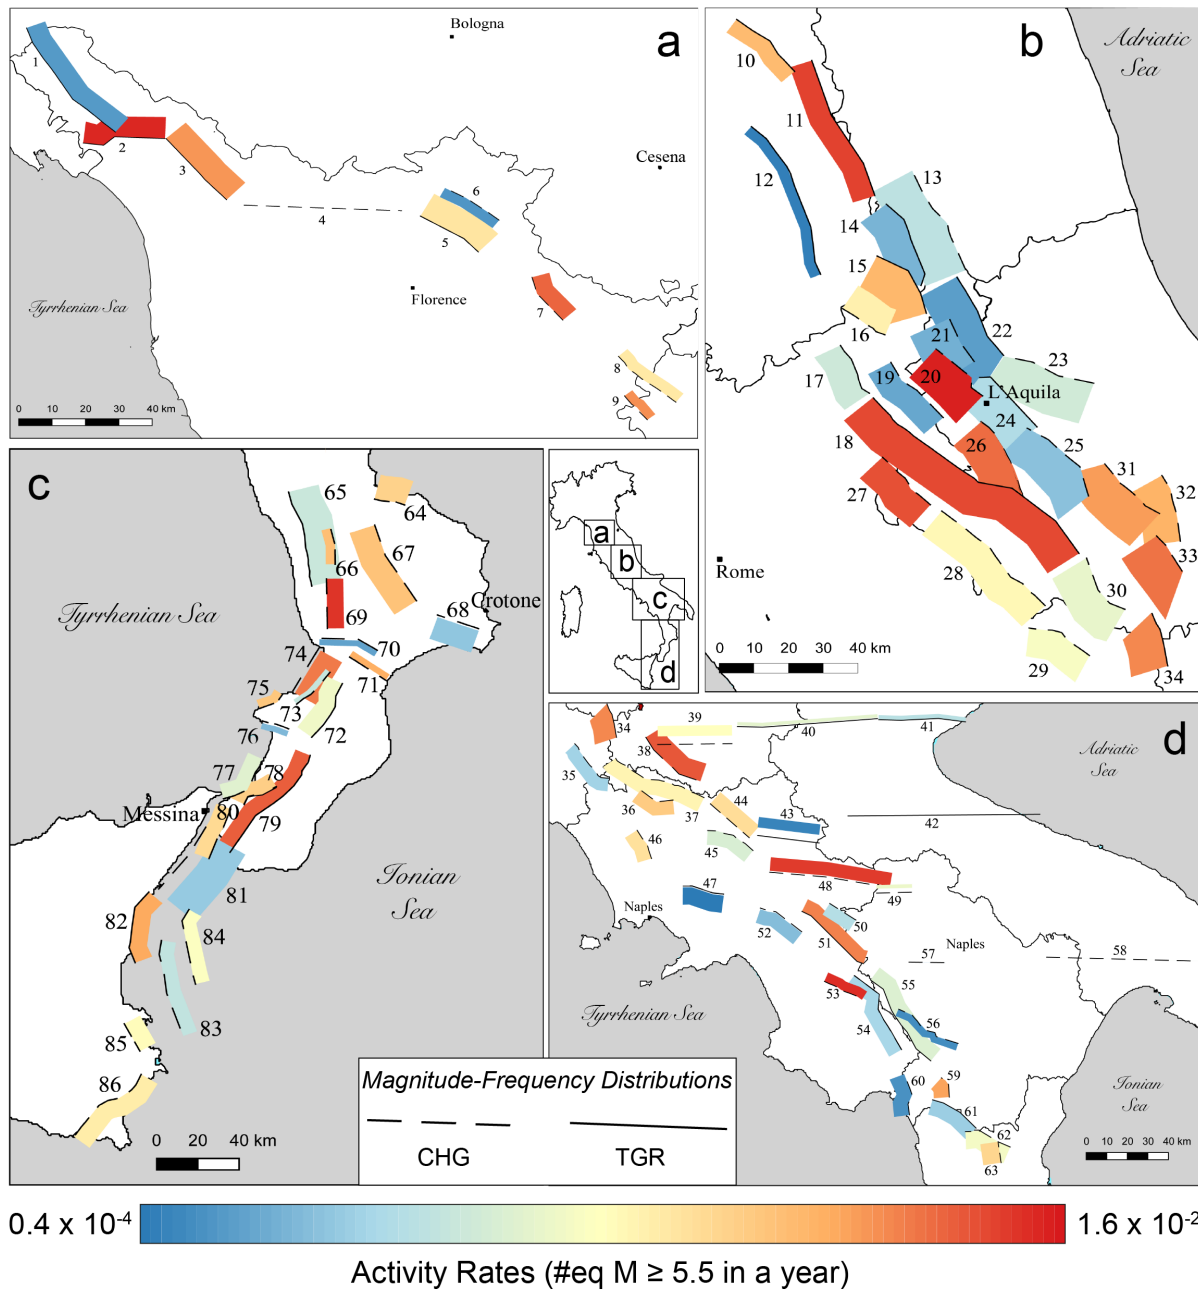 a
Bologna
Cesena
Florence
Tyrrhenian Sea
1
2
3
4
5
6
7
8
9
0 10 20 30 40 km
b
Adriatic
Sea
10
11
12
13
14
15
16
17
18
19
20
21
22
23
24
25
26
27
28
29
30
31
32
33
34
L'Aquila
Rome
0 10 20 30 40 km
c
Tyrrhenian Sea
Crotone
Messina
Ionian
Sea
64
65
66
67
68
69
70
71
72
73
74
75
76
77
78
79
80
81
82
83
84
85
86
0 20 40 km
a
b
c
d
d
Adriatic
Sea
Naples
Naples
Tyrrhenian Sea
Ionian
Sea
34
35
36
37
38
39
40
41
42
43
44
45
46
47
48
49
50
51
52
53
54
55
56
57
58
59
60
61
62
63
0 10 20 30 40 km
Magnitude-Frequency Distributions
CHG TGR
0.4 x 10-4 1.6 x 10-2
Activity Rates (#eq M ≥ 5.5 in a year)